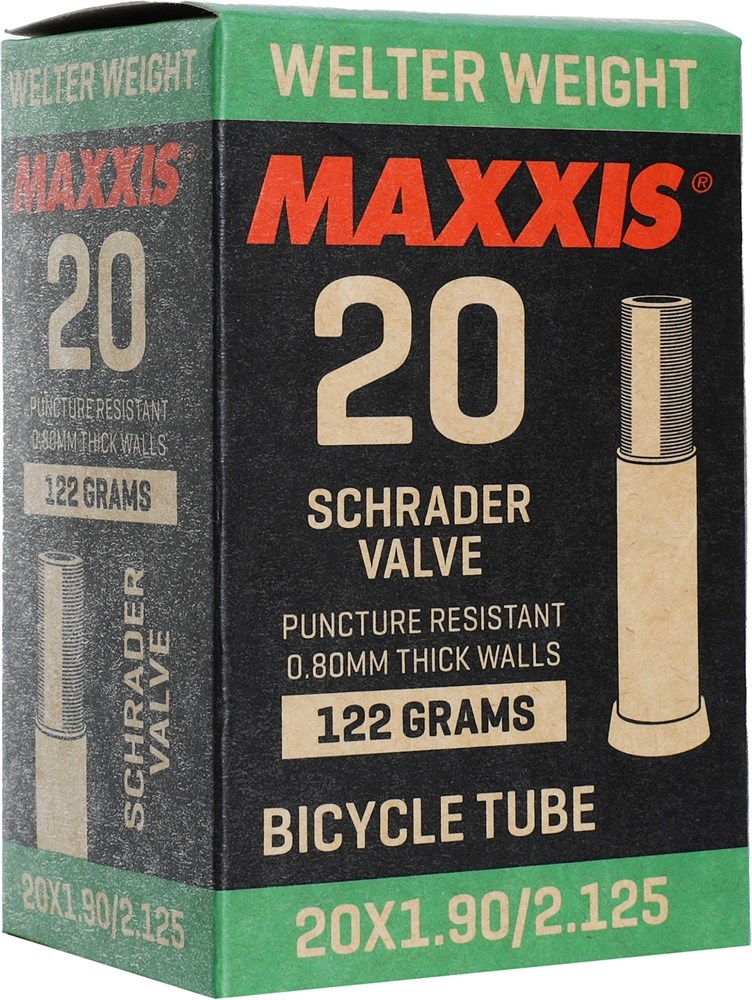 WELTER WEIGHT
MAXXIS®
20
PUNCTURE RESISTANT
0.80MM THICK WALLS
122 GRAMS
SCHRADER
VALVE
20X1.90/2.125
WELTER WEIGHT
MAXXIS®
20
SCHRADER
VALVE
PUNCTURE RESISTANT
0.80MM THICK WALLS
122 GRAMS
BICYCLE TUBE
20X1.90/2.125